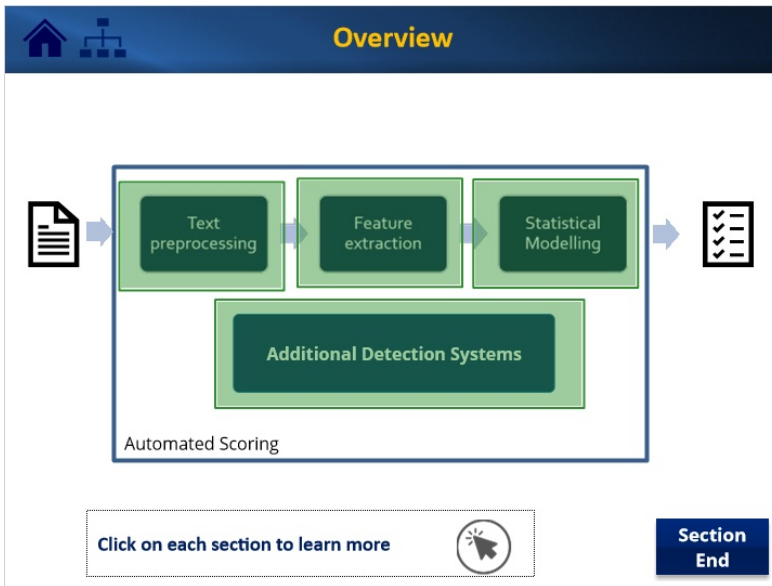 Overview
Text
preprocessing
Feature
extraction
Statistical
Modelling
Additional Detection Systems
Automated Scoring
Click on each section to learn more
Section
End